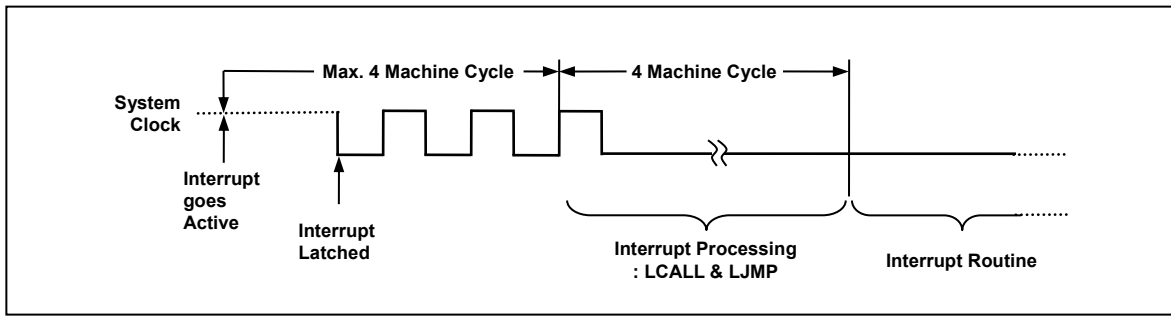 Max. 4 Machine Cycle
4 Machine Cycle
System
Clock
Interrupt
goes
Active
Interrupt
Latched
Interrupt Processing
: LCALL & LJMP
Interrupt Routine